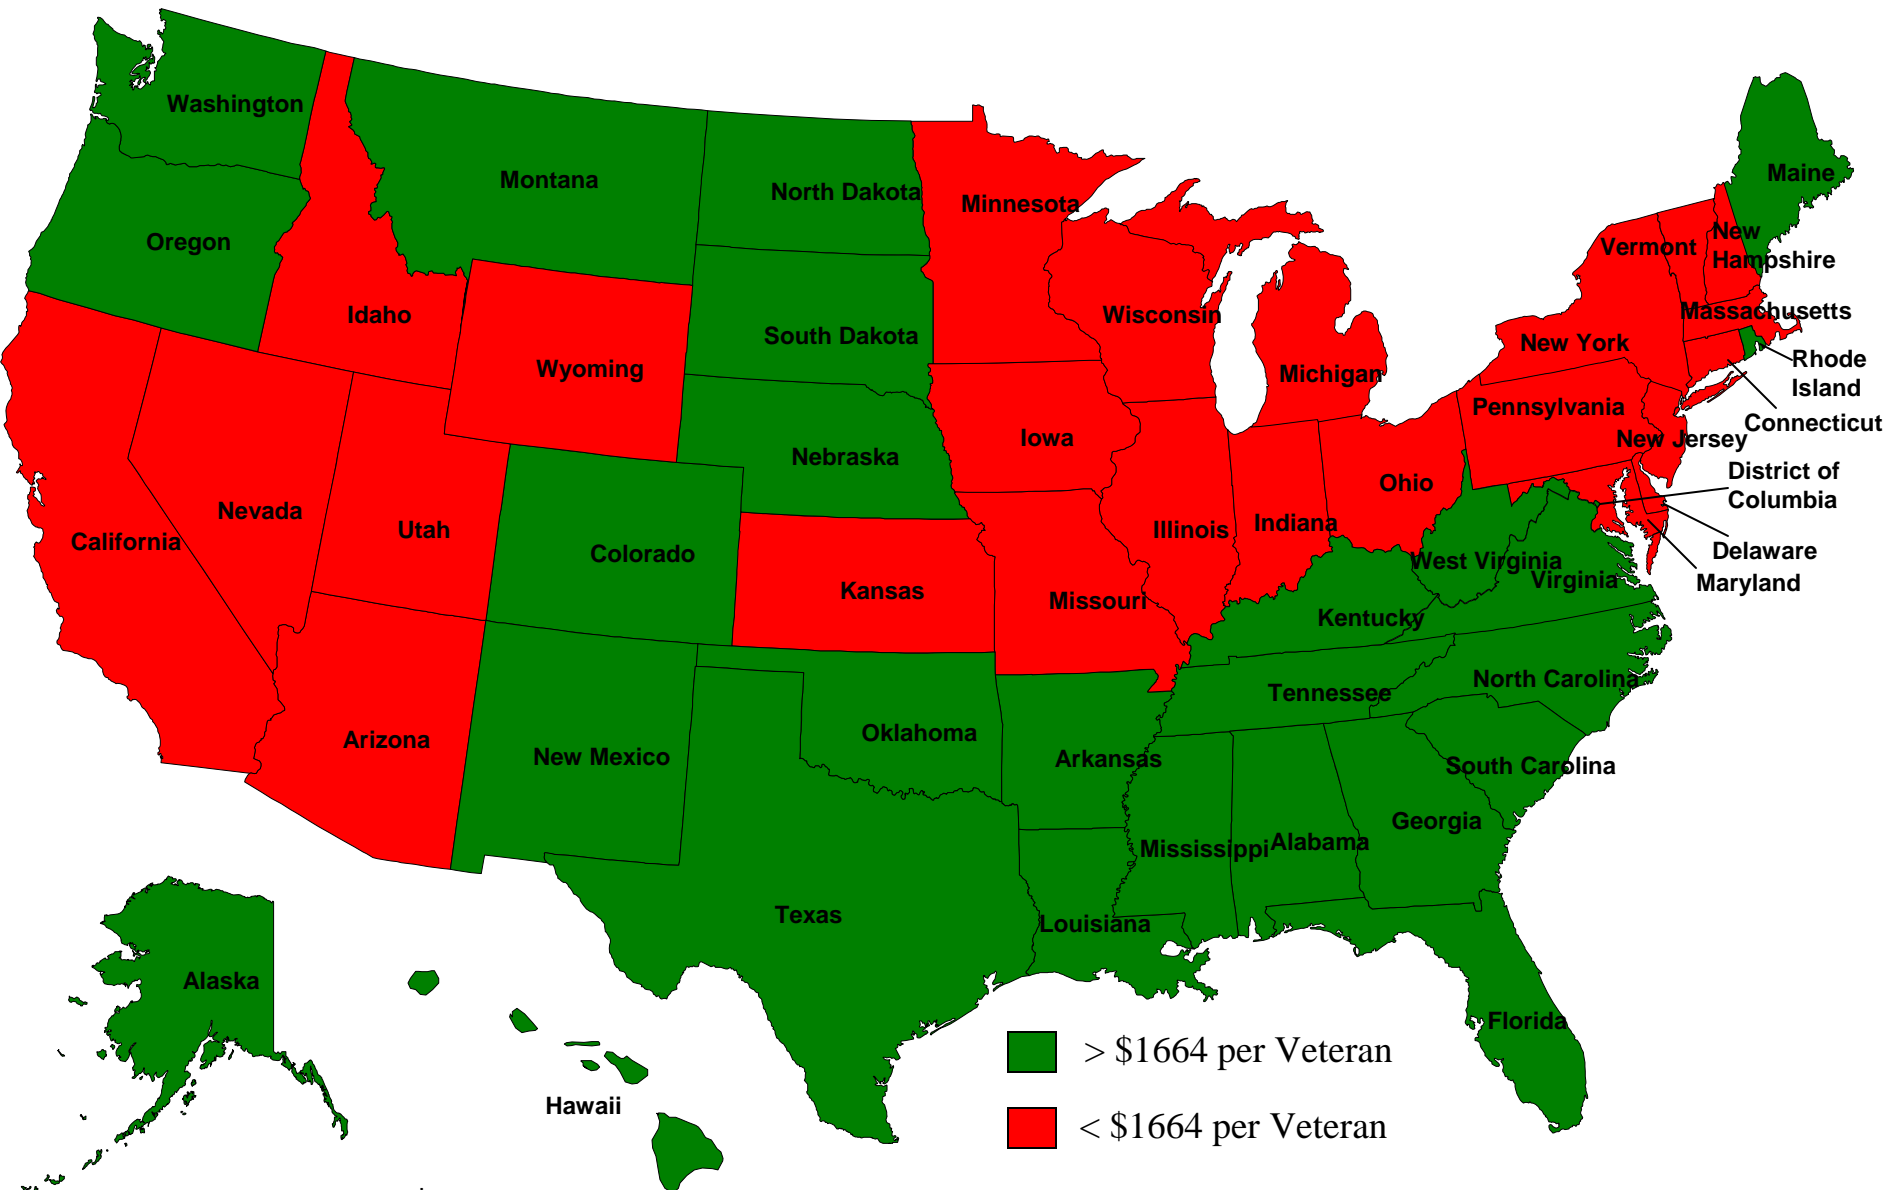 Washington
Montana
North Dakota
Minnesota
Maine
Oregon
Idaho
Wyoming
South Dakota
Wisconsin
Michigan
Vermont
New
Hampshire
Massachusetts
New York
Rhode
Island
Connecticut
Pennsylvania
New Jersey
District of
Columbia
Delaware
Maryland
Nebraska
Iowa
Ohio
Nevada
Utah
California
Colorado
Kansas
Missouri
Illinois
Indiana
West Virginia
Virginia
Kentucky
Tennessee
North Carolina
Arizona
New Mexico
Oklahoma
Arkansas
South Carolina
Georgia
Mississippi
Alabama
Texas
Louisiana
Florida
Alaska
Hawaii
> $1664 per Veteran
< $1664 per Veteran